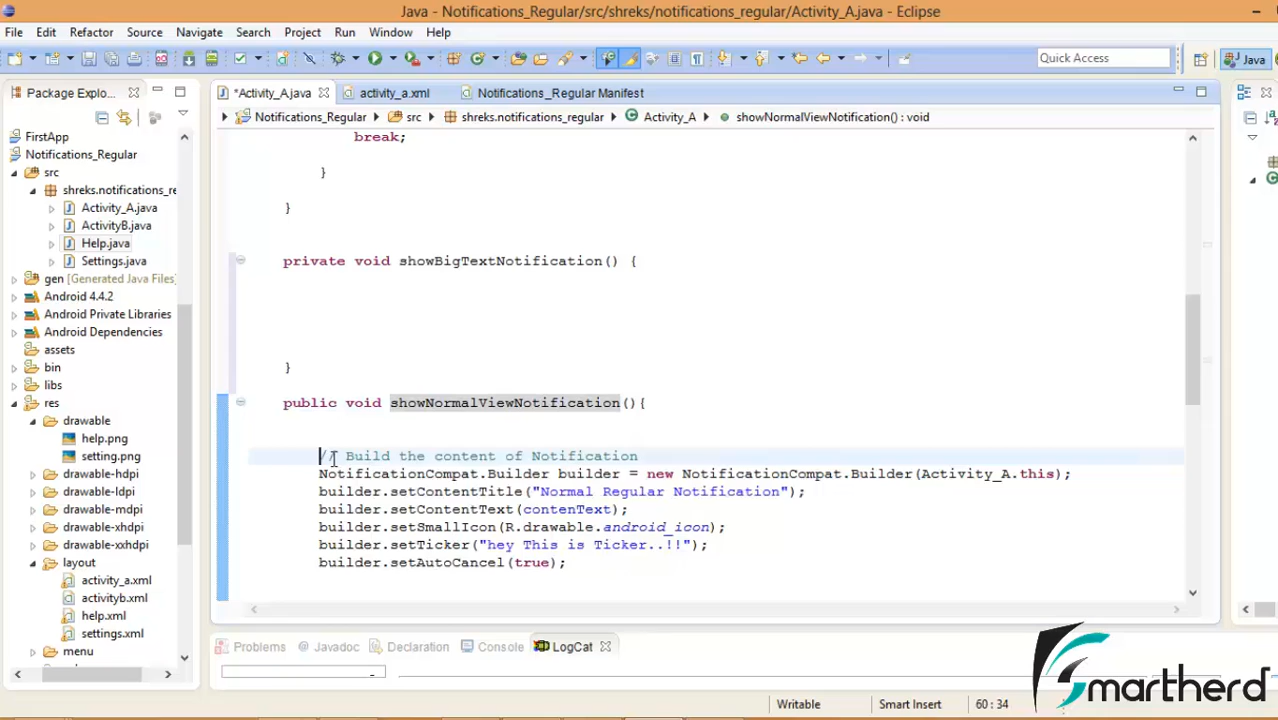 Java - Notifications_Regular/src/shreks/notifications_regular/Activity_A.java - Eclipse
File Edit Refactor Source Navigate Search Project Run Window Help
Quick Access
Java
Package Explo...
*Activity_A.java
activity_a.xml
Notifications_Regular Manifest
Notifications_Regular
src
shreks.notifications_regular
Activity_A
showNormalViewNotification() : void
FirstApp
Notifications_Regular
src
shreks.notifications_re
Activity_A.java
ActivityB.java
Help.java
Settings.java
gen [Generated Java Files]
Android 4.4.2
Android Private Libraries
Android Dependencies
assets
bin
libs
res
drawable
help.png
setting.png
drawable-hdpi
drawable-ldpi
drawable-mdpi
drawable-xhdpi
drawable-xxhdpi
layout
activity_a.xml
activityb.xml
help.xml
settings.xml
menu
break;
}
}
private void showBigTextNotification() {
}
public void showNormalViewNotification(){
// Build the content of Notification
NotificationCompat.Builder builder = new NotificationCompat.Builder(Activity_A.this);
builder.setContentTitle("Normal Regular Notification");
builder.setContentText(contenText);
builder.setSmallIcon(R.drawable.android_icon);
builder.setTicker("hey This is Ticker..!!");
builder.setAutoCancel(true);
Problems
Javadoc
Declaration
Console
LogCat
Writable
Smart Insert
60 : 34
Smartherd